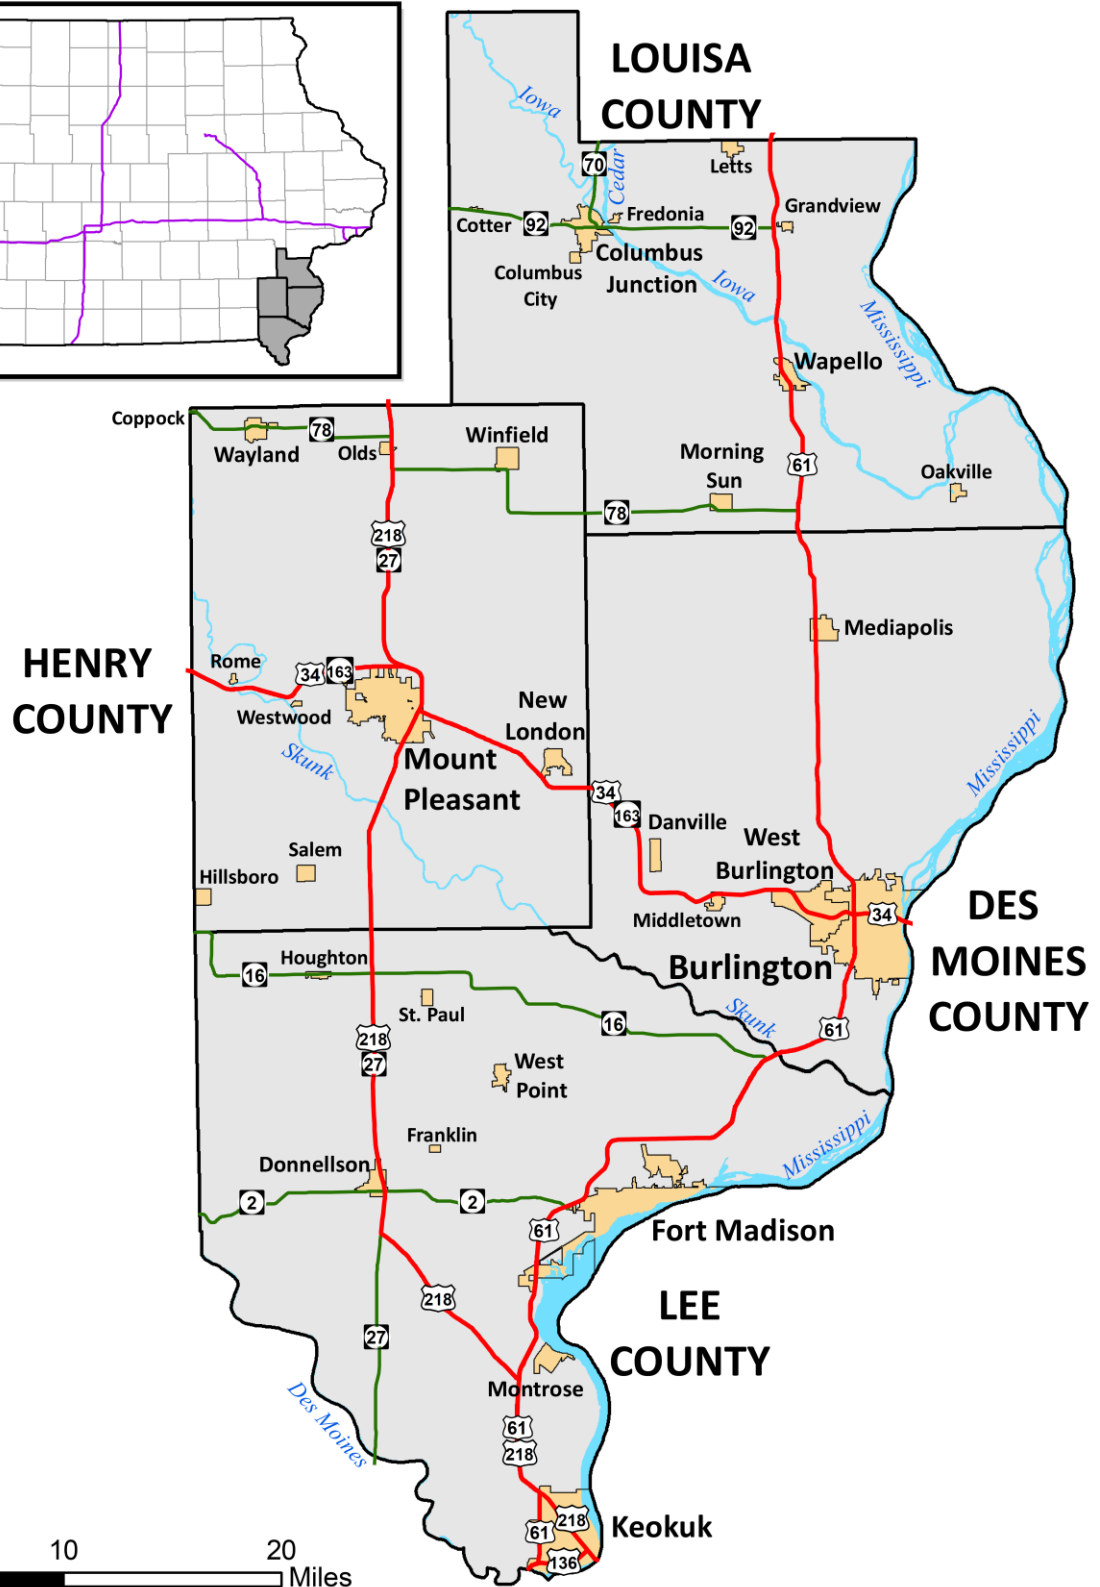 LOUISA
COUNTY
Iowa
70
Cedar
Letts
Cotter
92
Fredonia
92
Grandview
Columbus
Junction
Columbus
City
Iowa
Mississippi
Wapello
Coppock
78
Wayland
Olds
Winfield
Morning
Sun
61
Oakville
78
218
27
Mediapolis
HENRY
COUNTY
Rome
34
163
Westwood
New
London
Skunk
Mount
Pleasant
Mississippi
34
163
Danville
West
Burlington
Salem
Hillsboro
Middletown
34
DES
MOINES
COUNTY
Burlington
Houghton
16
St. Paul
16
Skunk
61
218
27
West
Point
Franklin
Mississippi
Donnellson
2
2
61
Fort Madison
218
LEE
COUNTY
27
Montrose
Des Moines
61
218
218
61
136
Keokuk
10
20
Miles